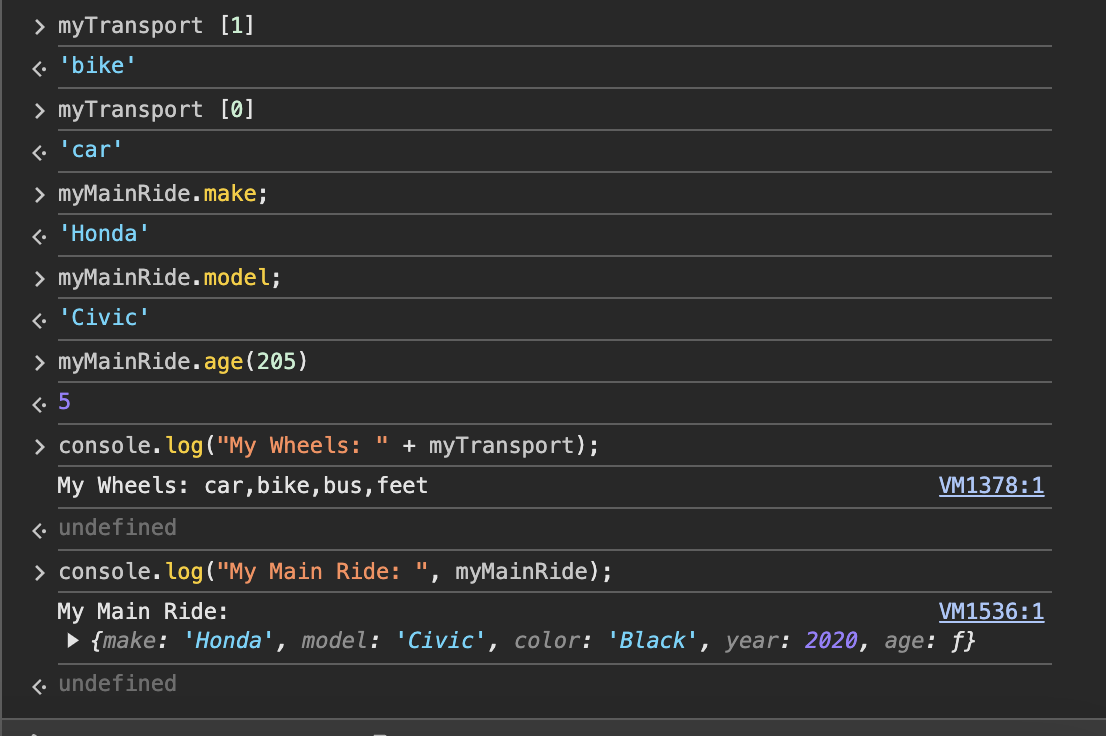 myTransport [1]
'bike'
myTransport [0]
'car'
myMainRide.make;
'Honda'
myMainRide.model;
'Civic'
myMainRide.age(205)
5
console.log("My Wheels: " + myTransport);
My Wheels: car,bike,bus,feet VM1378:1
undefined
console.log("My Main Ride: ", myMainRide);
My Main Ride: VM1536:1
{make: 'Honda', model: 'Civic', color: 'Black', year: 2020, age: ƒ}
undefined